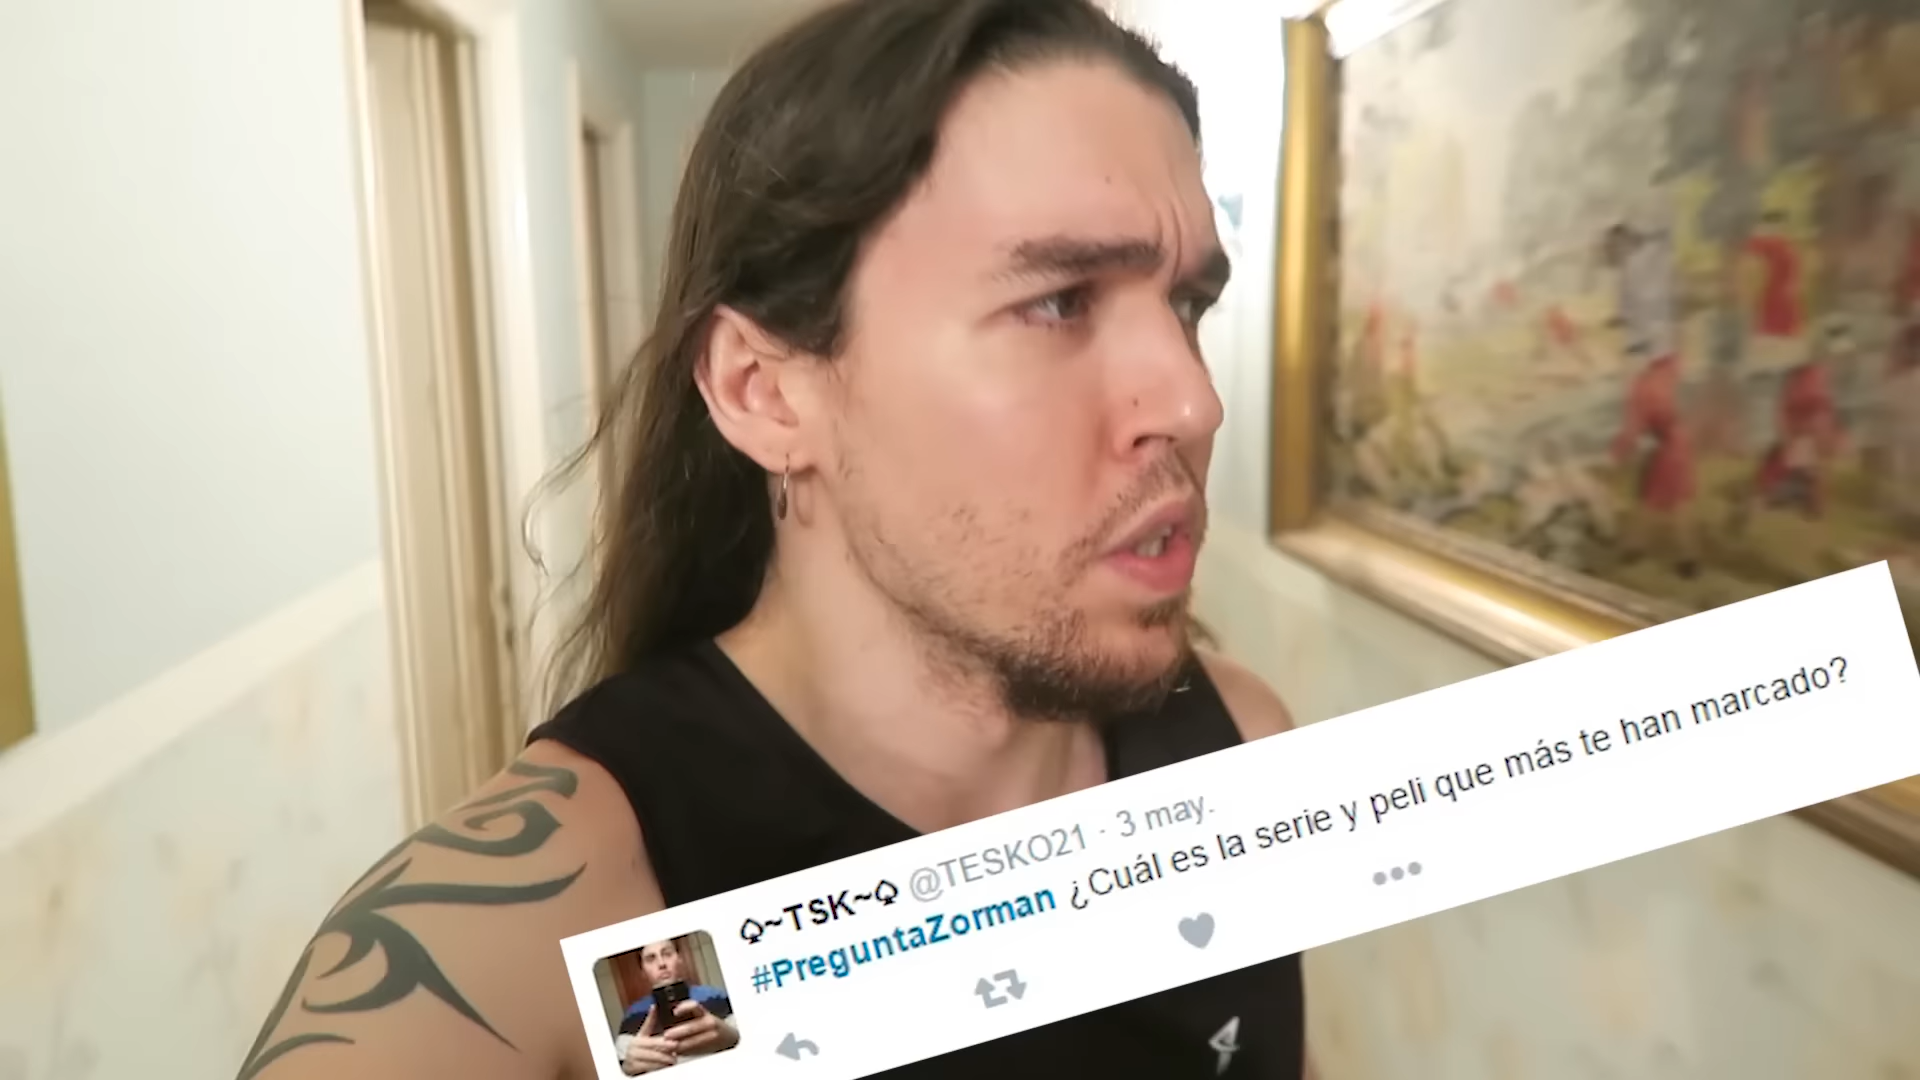 ♤~TSK~♤ @TESKO21 · 3 may.
#PreguntaZorman ¿Cuál es la serie y peli que más te han marcado?